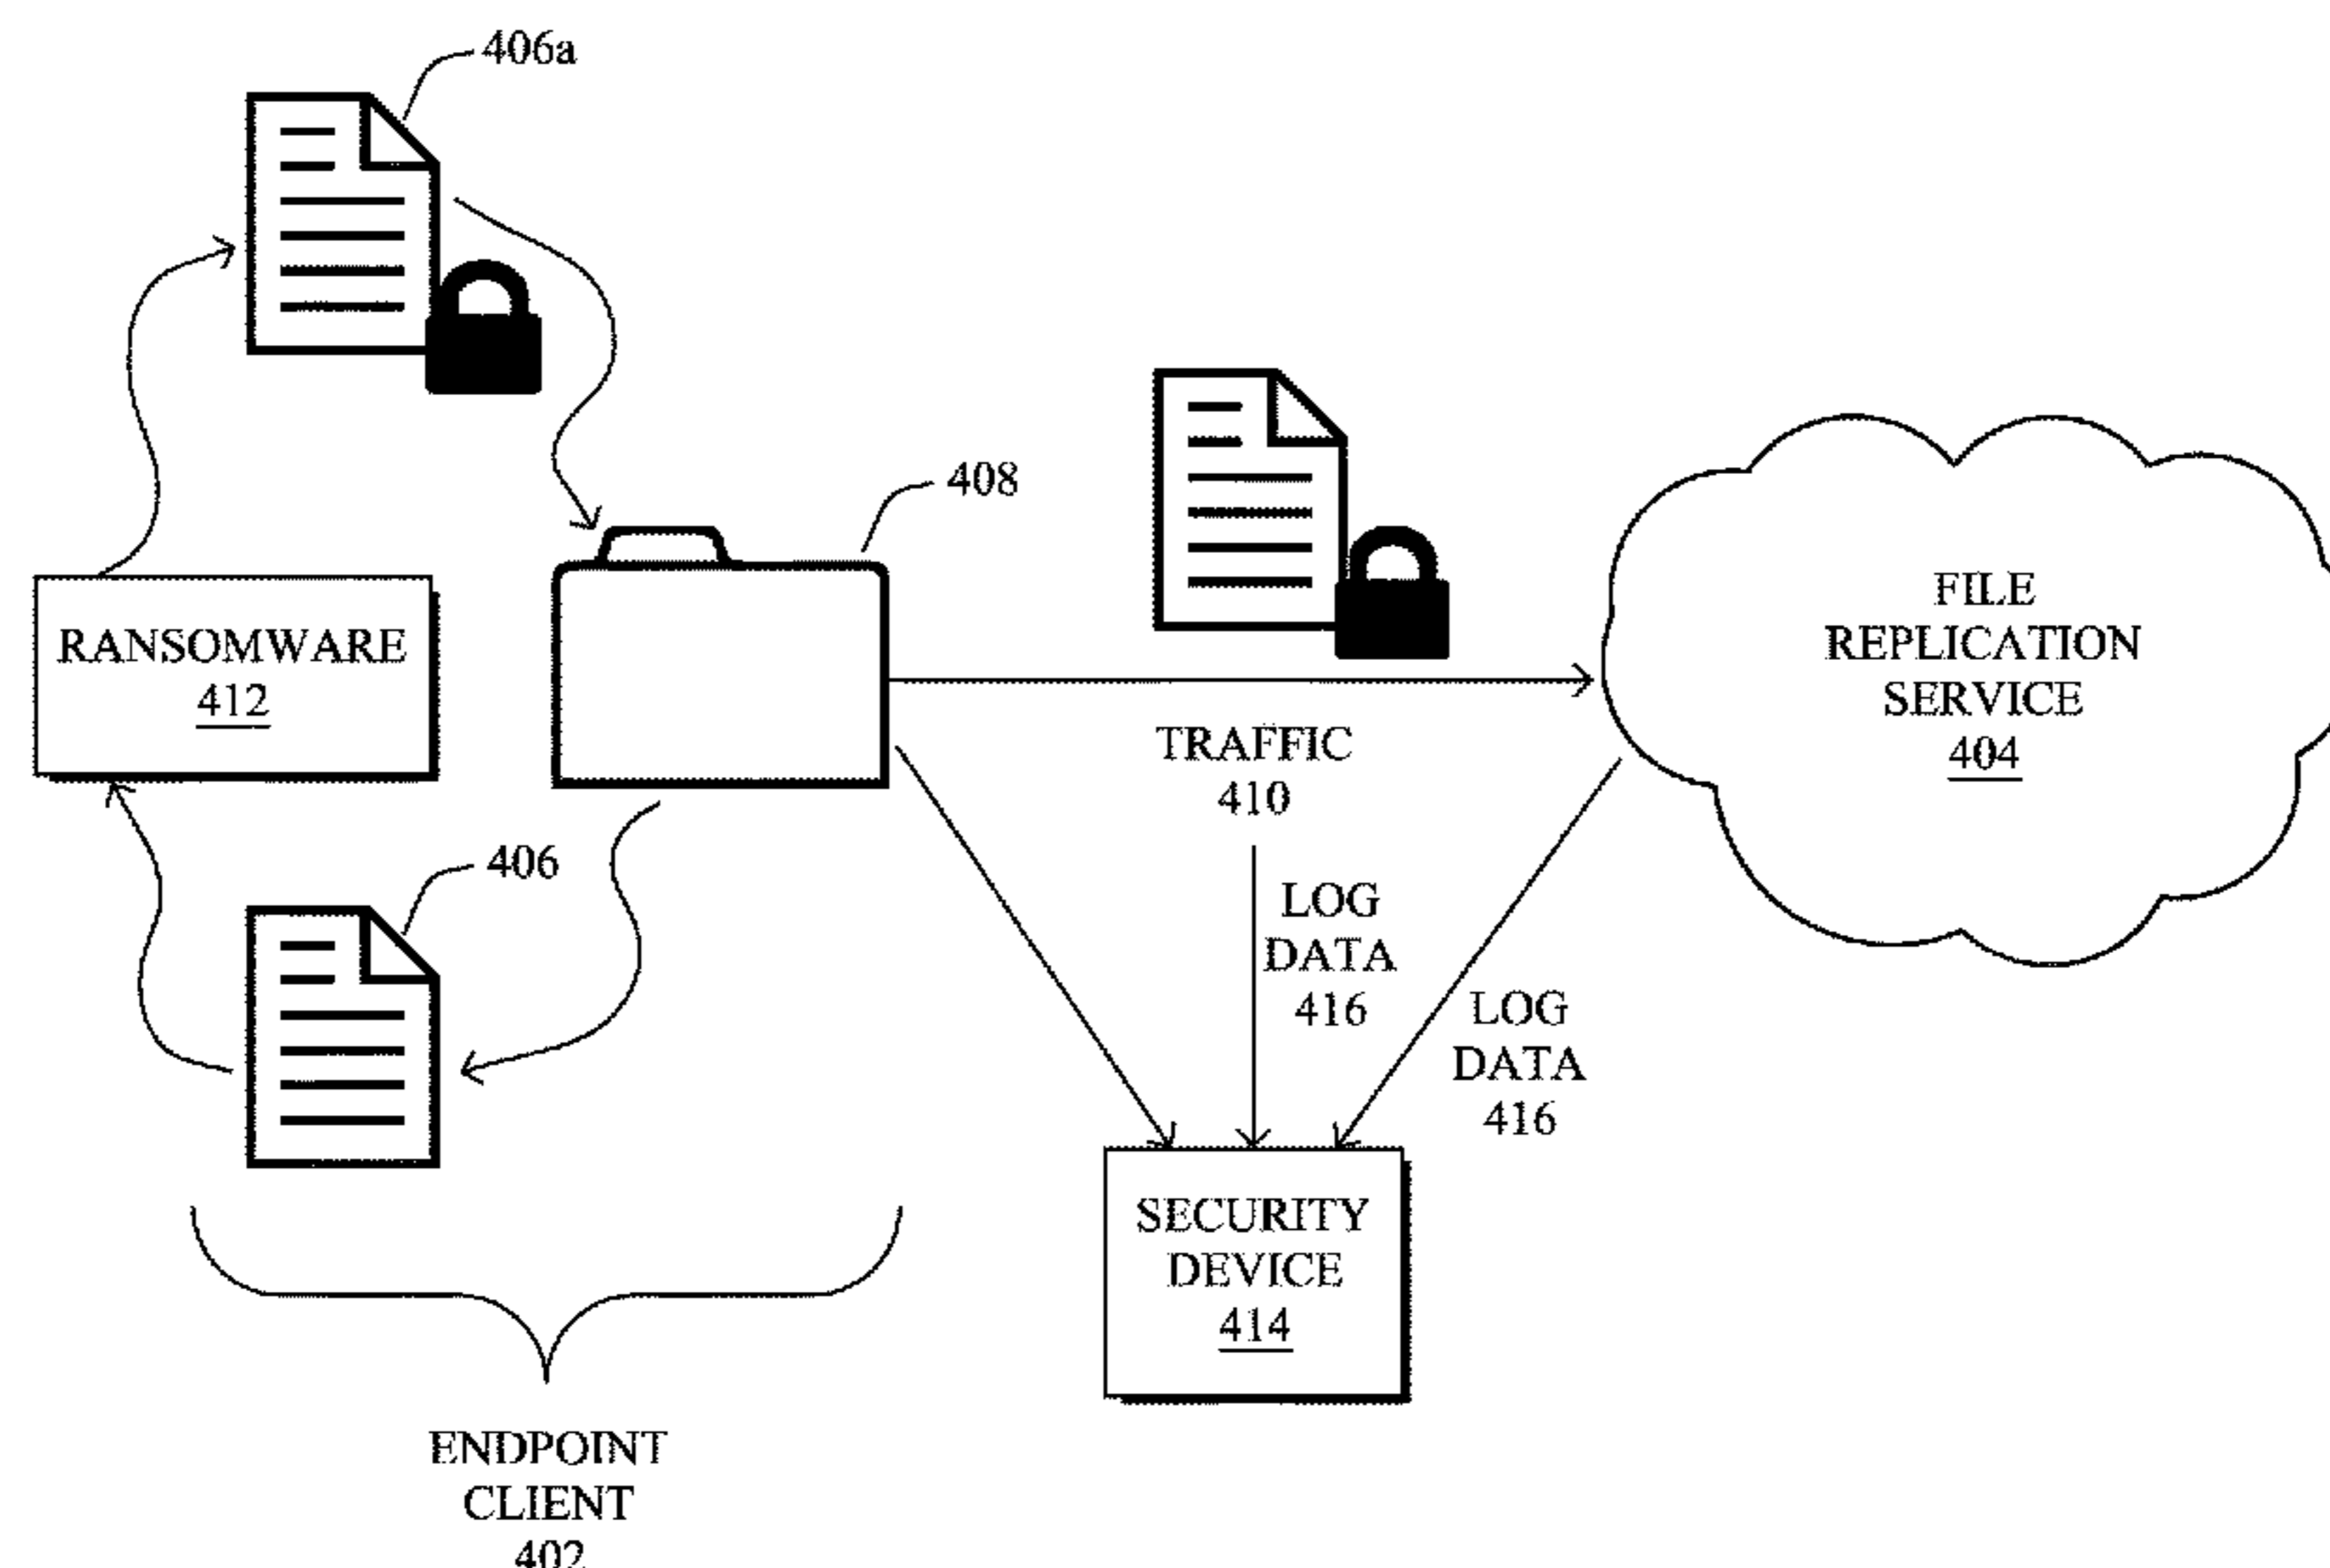 406a
408
RANSOMWARE
412
FILE
REPLICATION
SERVICE
404
TRAFFIC
410
406
LOG
DATA
416
LOG
DATA
416
SECURITY
DEVICE
414
ENDPOINT
CLIENT
402